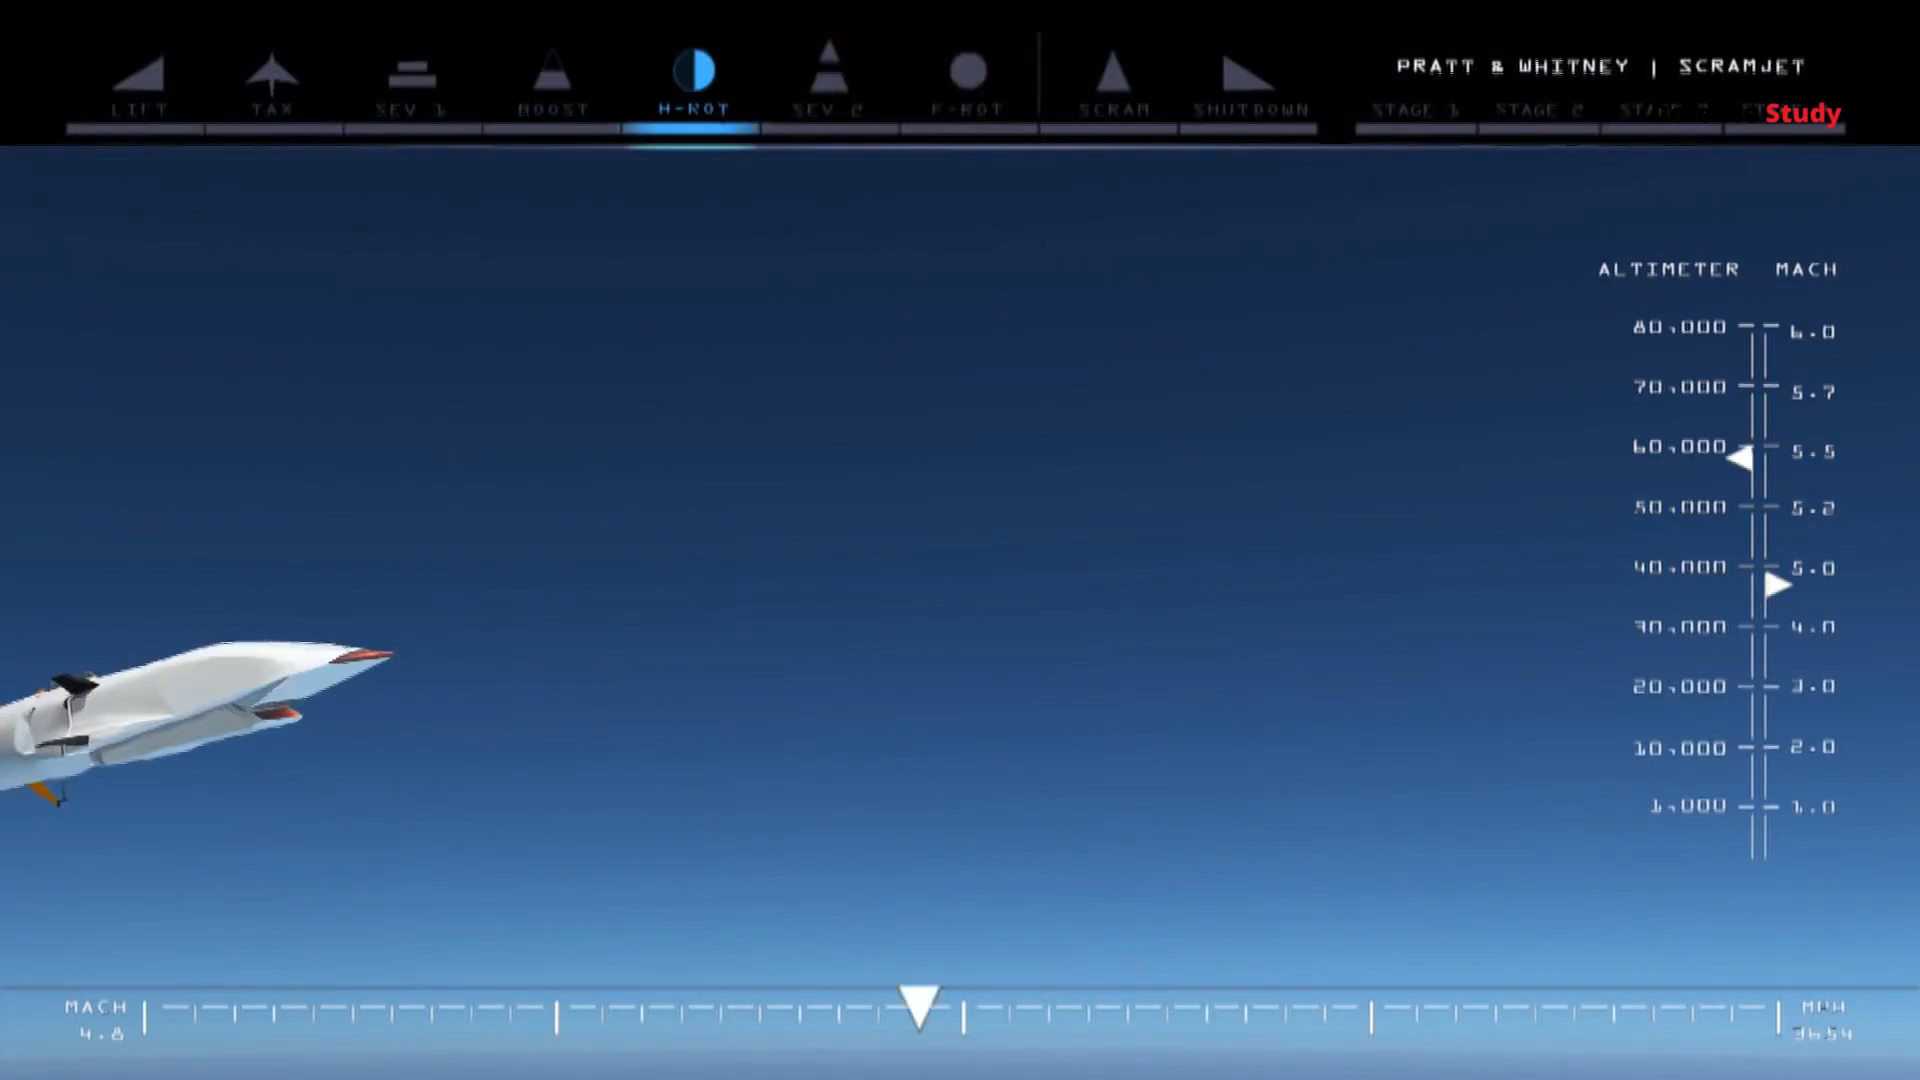 PRATT & WHITNEY | SCRAMJET
LIFT TAX SEV 1 BOOST H-ROT SEV 2 F-ROT SCRAM SHUTDOWN STAGE 1 STAGE 2
Study
ALTIMETER MACH
80,000 6.0
70,000 5.7
60,000 5.5
50,000 5.2
40,000 5.0
30,000 4.0
20,000 3.0
10,000 2.0
1,000 1.0
MACH
4.8
3654